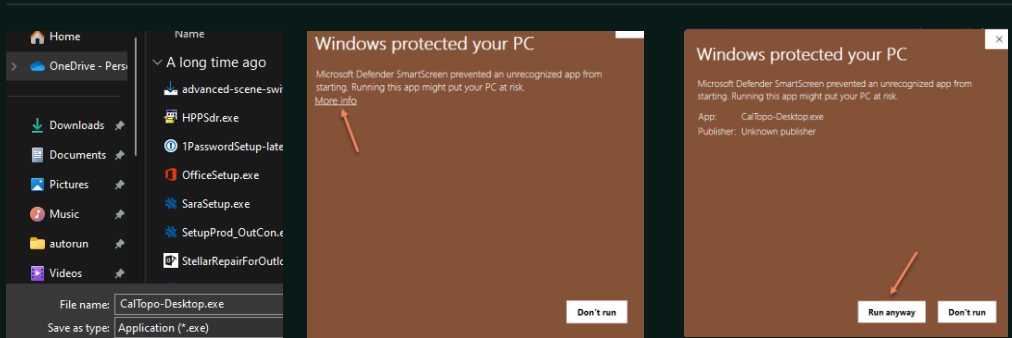 Home
OneDrive - Pers
Downloads
Documents
Pictures
Music
autorun
Videos
Name
A long time ago
advanced-scene-swi
HPPSdr.exe
1PasswordSetup-late
OfficeSetup.exe
SaraSetup.exe
SetupProd_OutCon.e
StellarRepairForOutlo
File name: CalTopo-Desktop.exe
Save as type: Application (*.exe)
Windows protected your PC
Microsoft Defender SmartScreen prevented an unrecognized app from
starting. Running this app might put your PC at risk.
More info
Don't run
Windows protected your PC
Microsoft Defender SmartScreen prevented an unrecognized app from
starting. Running this app might put your PC at risk.
App: CalTopo-Desktop.exe
Publisher: Unknown publisher
Run anyway
Don't run